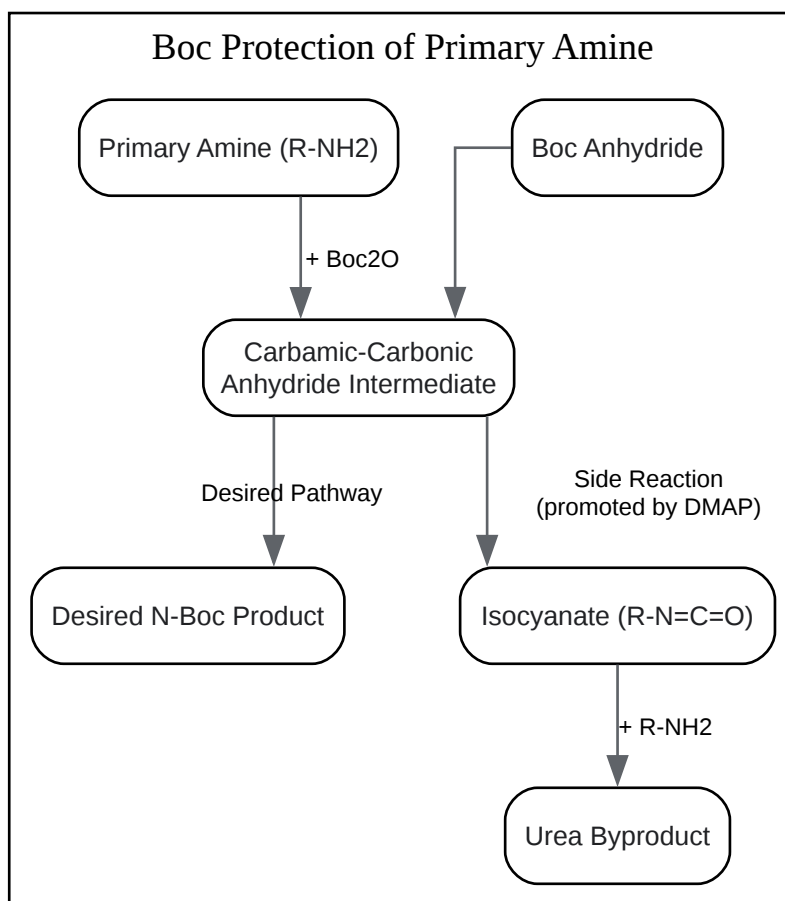 Boc Protection of Primary Amine
Primary Amine (R-NH2)
Boc Anhydride
+ Boc2O
Carbamic-Carbonic
Anhydride Intermediate
Desired Pathway
Side Reaction
(promoted by DMAP)
Desired N-Boc Product
Isocyanate (R-N=C=O)
+ R-NH2
Urea Byproduct